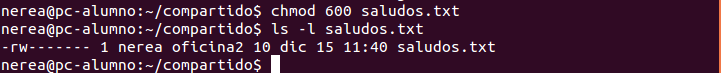 nerea@pc-alumno:~/compartido$ chmod 600 saludos.txt
nerea@pc-alumno:~/compartido$ ls -l saludos.txt
-rw------- 1 nerea oficina2 10 dic 15 11:40 saludos.txt
nerea@pc-alumno:~/compartido$